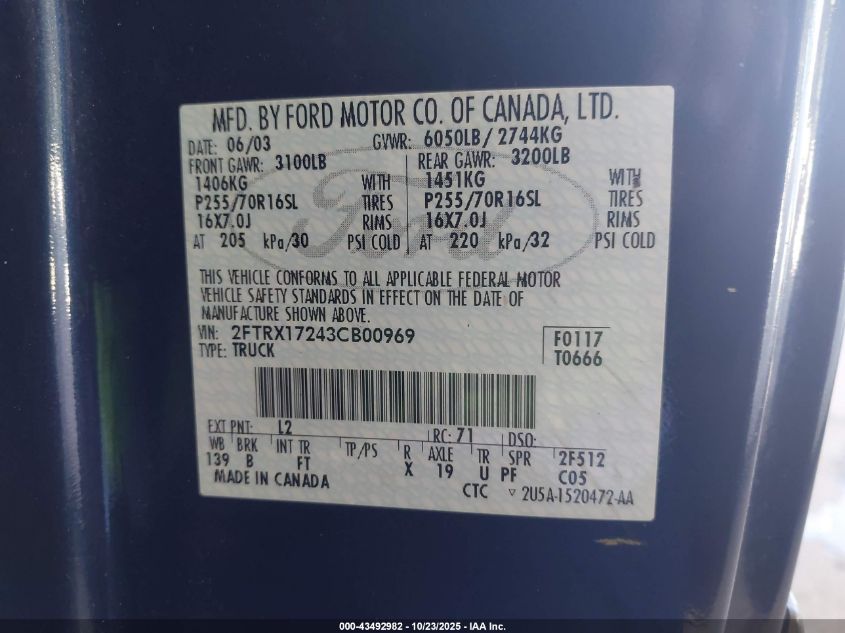 MFD. BY FORD MOTOR CO. OF CANADA, LTD.
DATE: 06/03 GVWR: 6050LB/ 2744KG
FRONT GAWR: 3100LB REAR GAWR: 3200LB
1406KG WITH 1451KG WITH
P255/70R16SL TIRES P255/70R16SL TIRES
16X7.0J RIMS 16X7.0J RIMS
AT 205 kPa/30 PSI COLD AT 220 kPa/32 PSI COLD
Ford
THIS VEHICLE CONFORMS TO ALL APPLICABLE FEDERAL MOTOR
VEHICLE SAFETY STANDARDS IN EFFECT ON THE DATE OF
MANUFACTURE SHOWN ABOVE.
VIN: 2FTRX17243CB00969 F0117
TYPE: TRUCK T0666
EXT PNT: L2 RC: 71 DSO:
WB BRK INT TR TP/PS R AXLE TR SPR 2F512
139 B FT X 19 U PF C05
MADE IN CANADA CTC ▽ 2U5A-1520472-AA
000-43492982 - 10/23/2025 - IAA Inc.